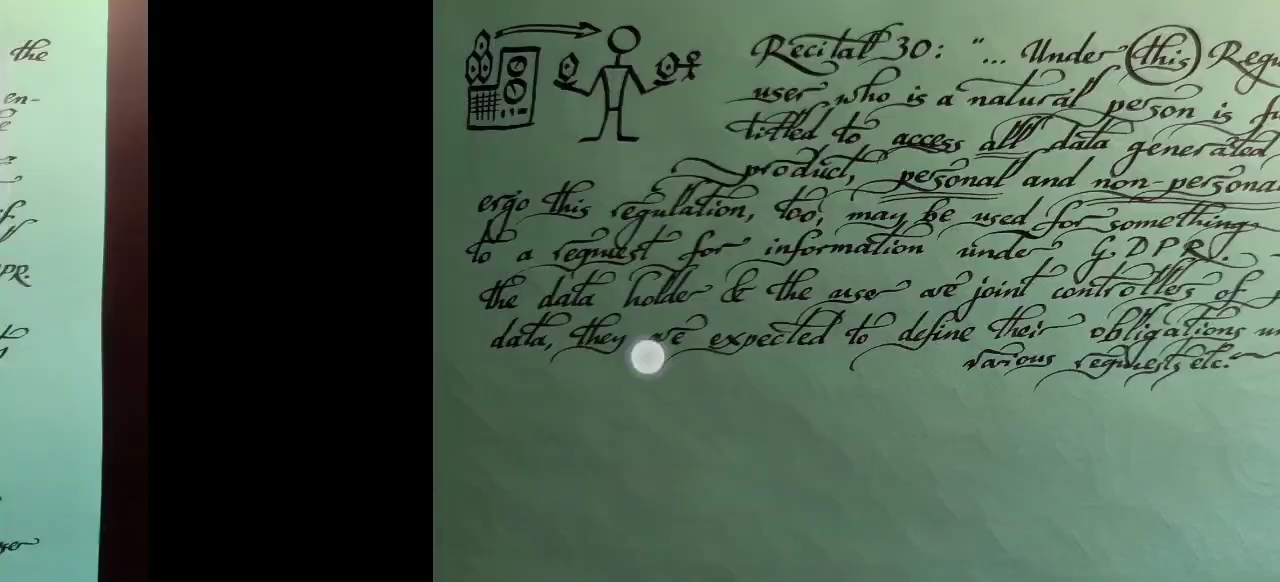 the
en-
PR.
Recital 30: "... Under this Regu
user who is a natural person is fu
titled to access all data generated
product, personal and non-persona
ergo this regulation, too, may be used for something
to a request for information under GDPR.
the data holder & the user are joint controllers of
data, they are expected to define their obligations
various requests etc.